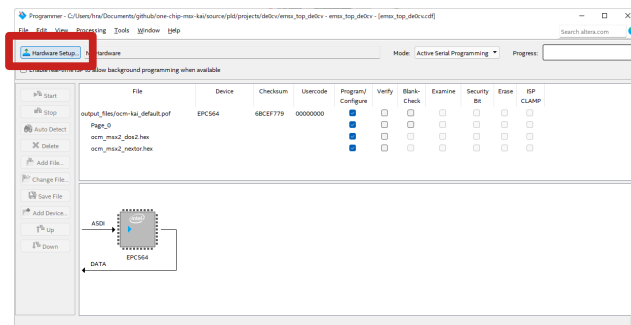 Programmer - C:/Users/hra/Documents/github/one-chip-msx-kai/source/pld/projects/de0cv/emsx_top_de0cv - emsx_top_de0cv - [emsx_top_de0cv.cdf]
File Edit View Processing Tools Window Help
Search altera.com
Hardware Setup... Hardware
Mode: Active Serial Programming
Progress:
ISP to allow background programming when available
Start
Stop
Auto Detect
Delete
Add File...
Change File...
Save File
Add Device...
Up
Down
File Device Checksum Usercode Program/ Configure Verify Blank- Check Examine Security Bit Erase ISP CLAMP
output_files/ocm-kai_default.pof EPCS64 6BCEF779 00000000
Page_0
ocm_msx2_dos2.hex
ocm_msx2_nextor.hex
ASDI
intel
EPCS64
DATA